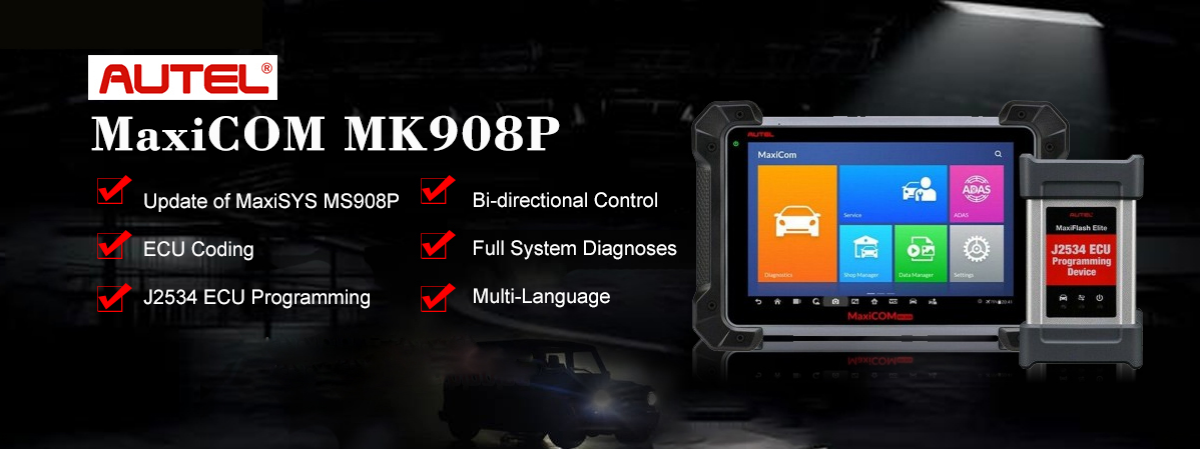 AUTEL®
MaxiCOM MK908P
Update of MaxiSYS MS908P
ECU Coding
J2534 ECU Programming
Bi-directional Control
Full System Diagnoses
Multi-Language
AUTEL
MaxiCom
Service
ADAS
ADAS
Diagnostics
Shop Manager
Data Manager
Settings
MaxiCOM
AUTEL
MaxiFlash Elite
J2534 ECU
Programming
Device